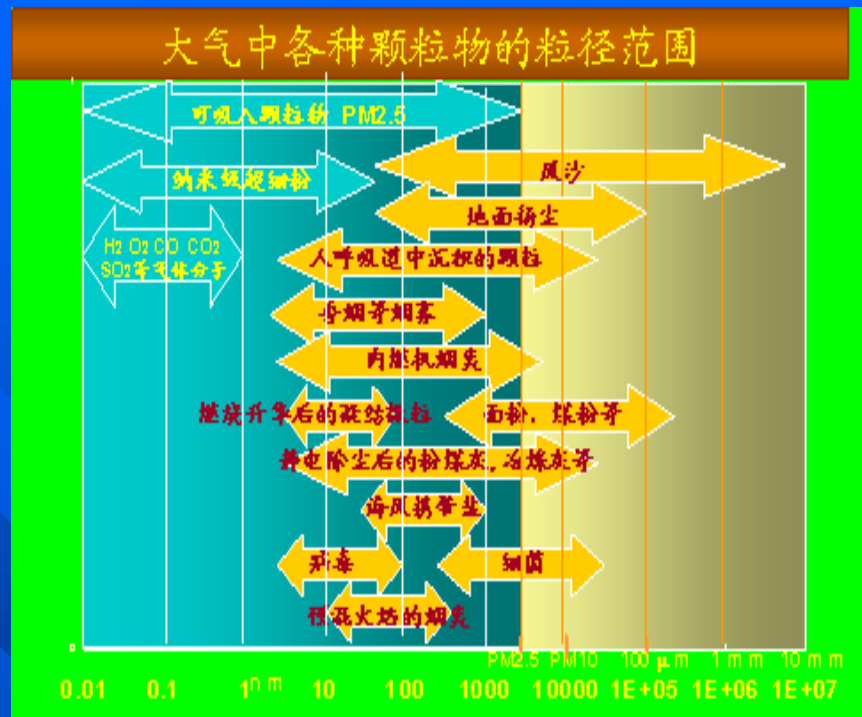 大气中各种颗粒物的粒径范围
可吸入颗粒物 PM2.5
风沙
纳米级超细粉
地面扬尘
H2 O2 CO CO2
SO2等气体分子
人呼吸道中沉积的颗粒
香烟等烟雾
内燃机烟炱
燃烧升华后的凝结微粒
面粉、煤粉等
静电除尘后的粉煤灰,冶炼灰等
海风携带盐
病毒
细菌
预混火焰的烟炱
PM2.5 PM10 100 μm 1 mm 10 mm
0.01 0.1 1nm 10 100 1000 10000 1E+05 1E+06 1E+07